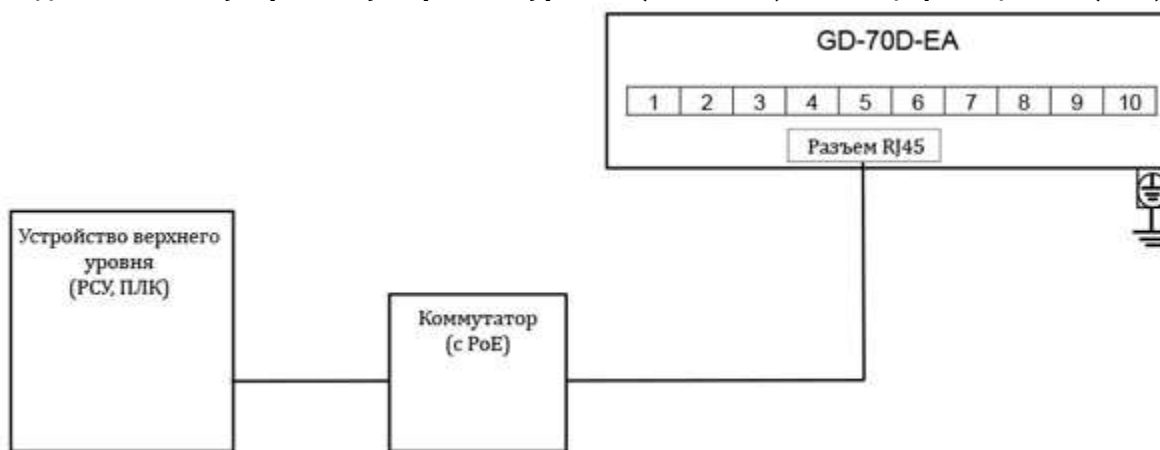 GD-70D-EA
1 2 3 4 5 6 7 8 9 10
Разъем RJ45
Устройство верхнего
уровня
(РСУ, ПЛК)
Коммутатор
(с PoE)